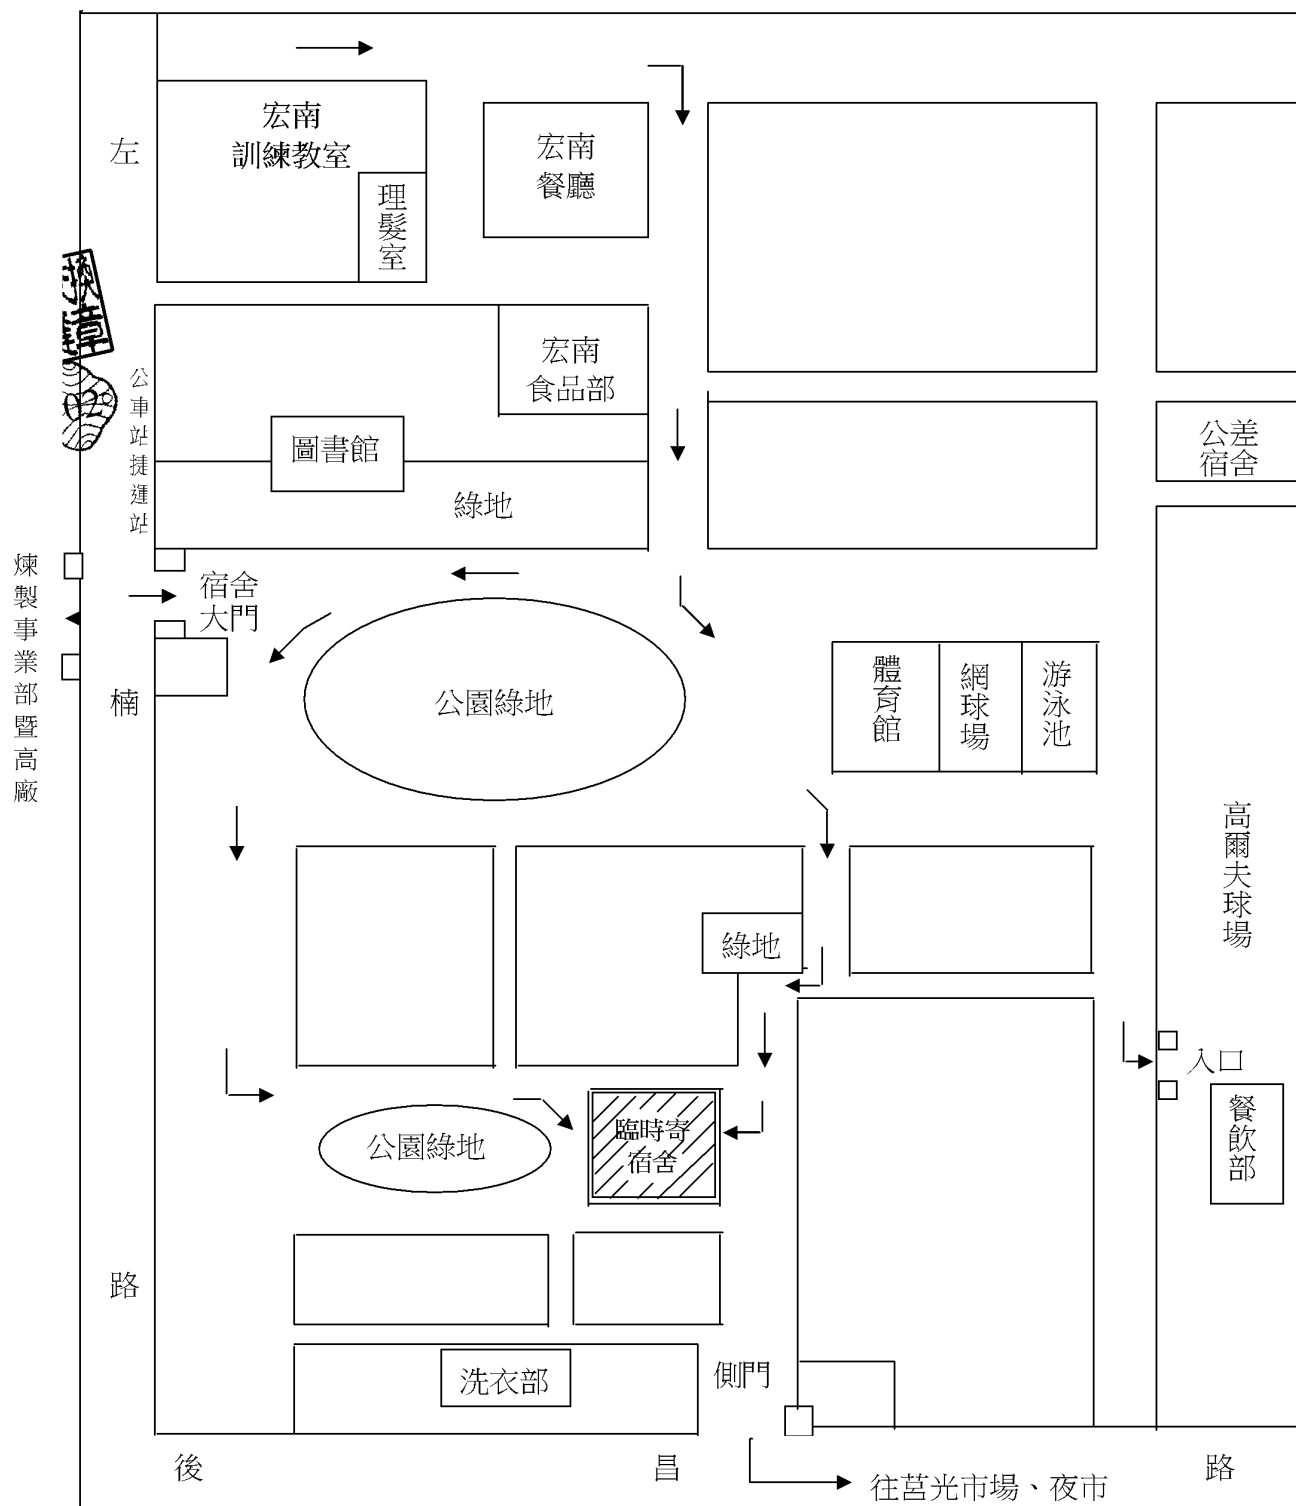 宏南
訓練教室
理髮室
宏南
餐廳
左楠路
宏南
食品部
圖書館
綠地
公車站捷運站
公差
宿舍
煉製事業部暨高廠
宿舍
大門
公園綠地
體育館
網球場
游泳池
高爾夫球場
綠地
入口
餐飲部
公園綠地
臨時寄
宿舍
洗衣部
側門
後昌路
往莒光市場、夜市